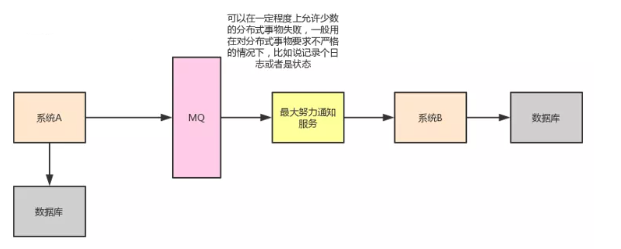 可以在一定程度上允许少数
的分布式事物失败，一般用
在对分布式事物要求不严格
的情况下，比如说记录个日
志或者是状态
系统A
MQ
最大努力通知
服务
系统B
数据库
数据库